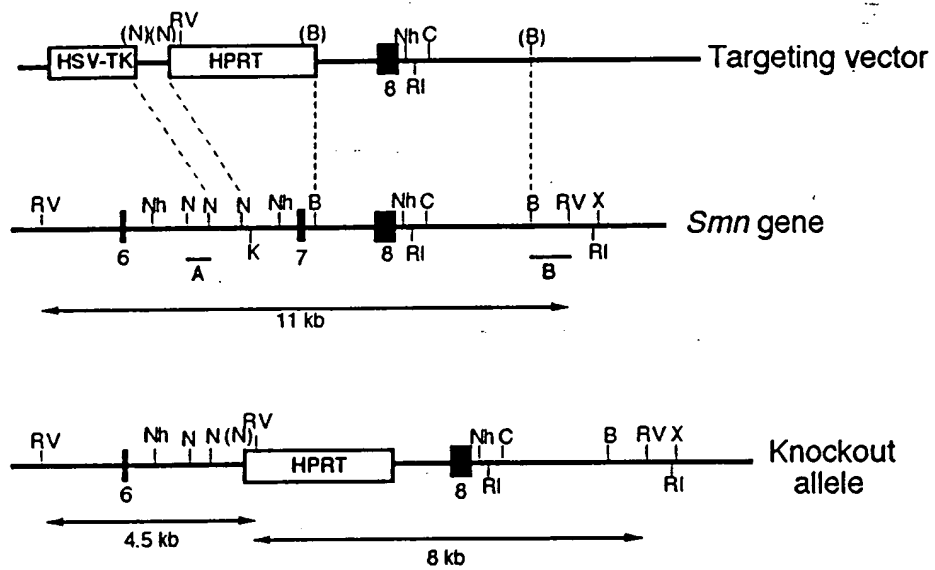 (N)(N) RV (B) Nh C (B)
HSV-TK HPRT Targeting vector
8 RI
RV Nh N N N Nh B Nh C B RV X
Smn gene
6 A K 7 8 RI B RI
11 kb
RV Nh N N (N) RV Nh C B RV X
HPRT Knockout
allele
6 8 RI RI
4.5 kb 8 kb